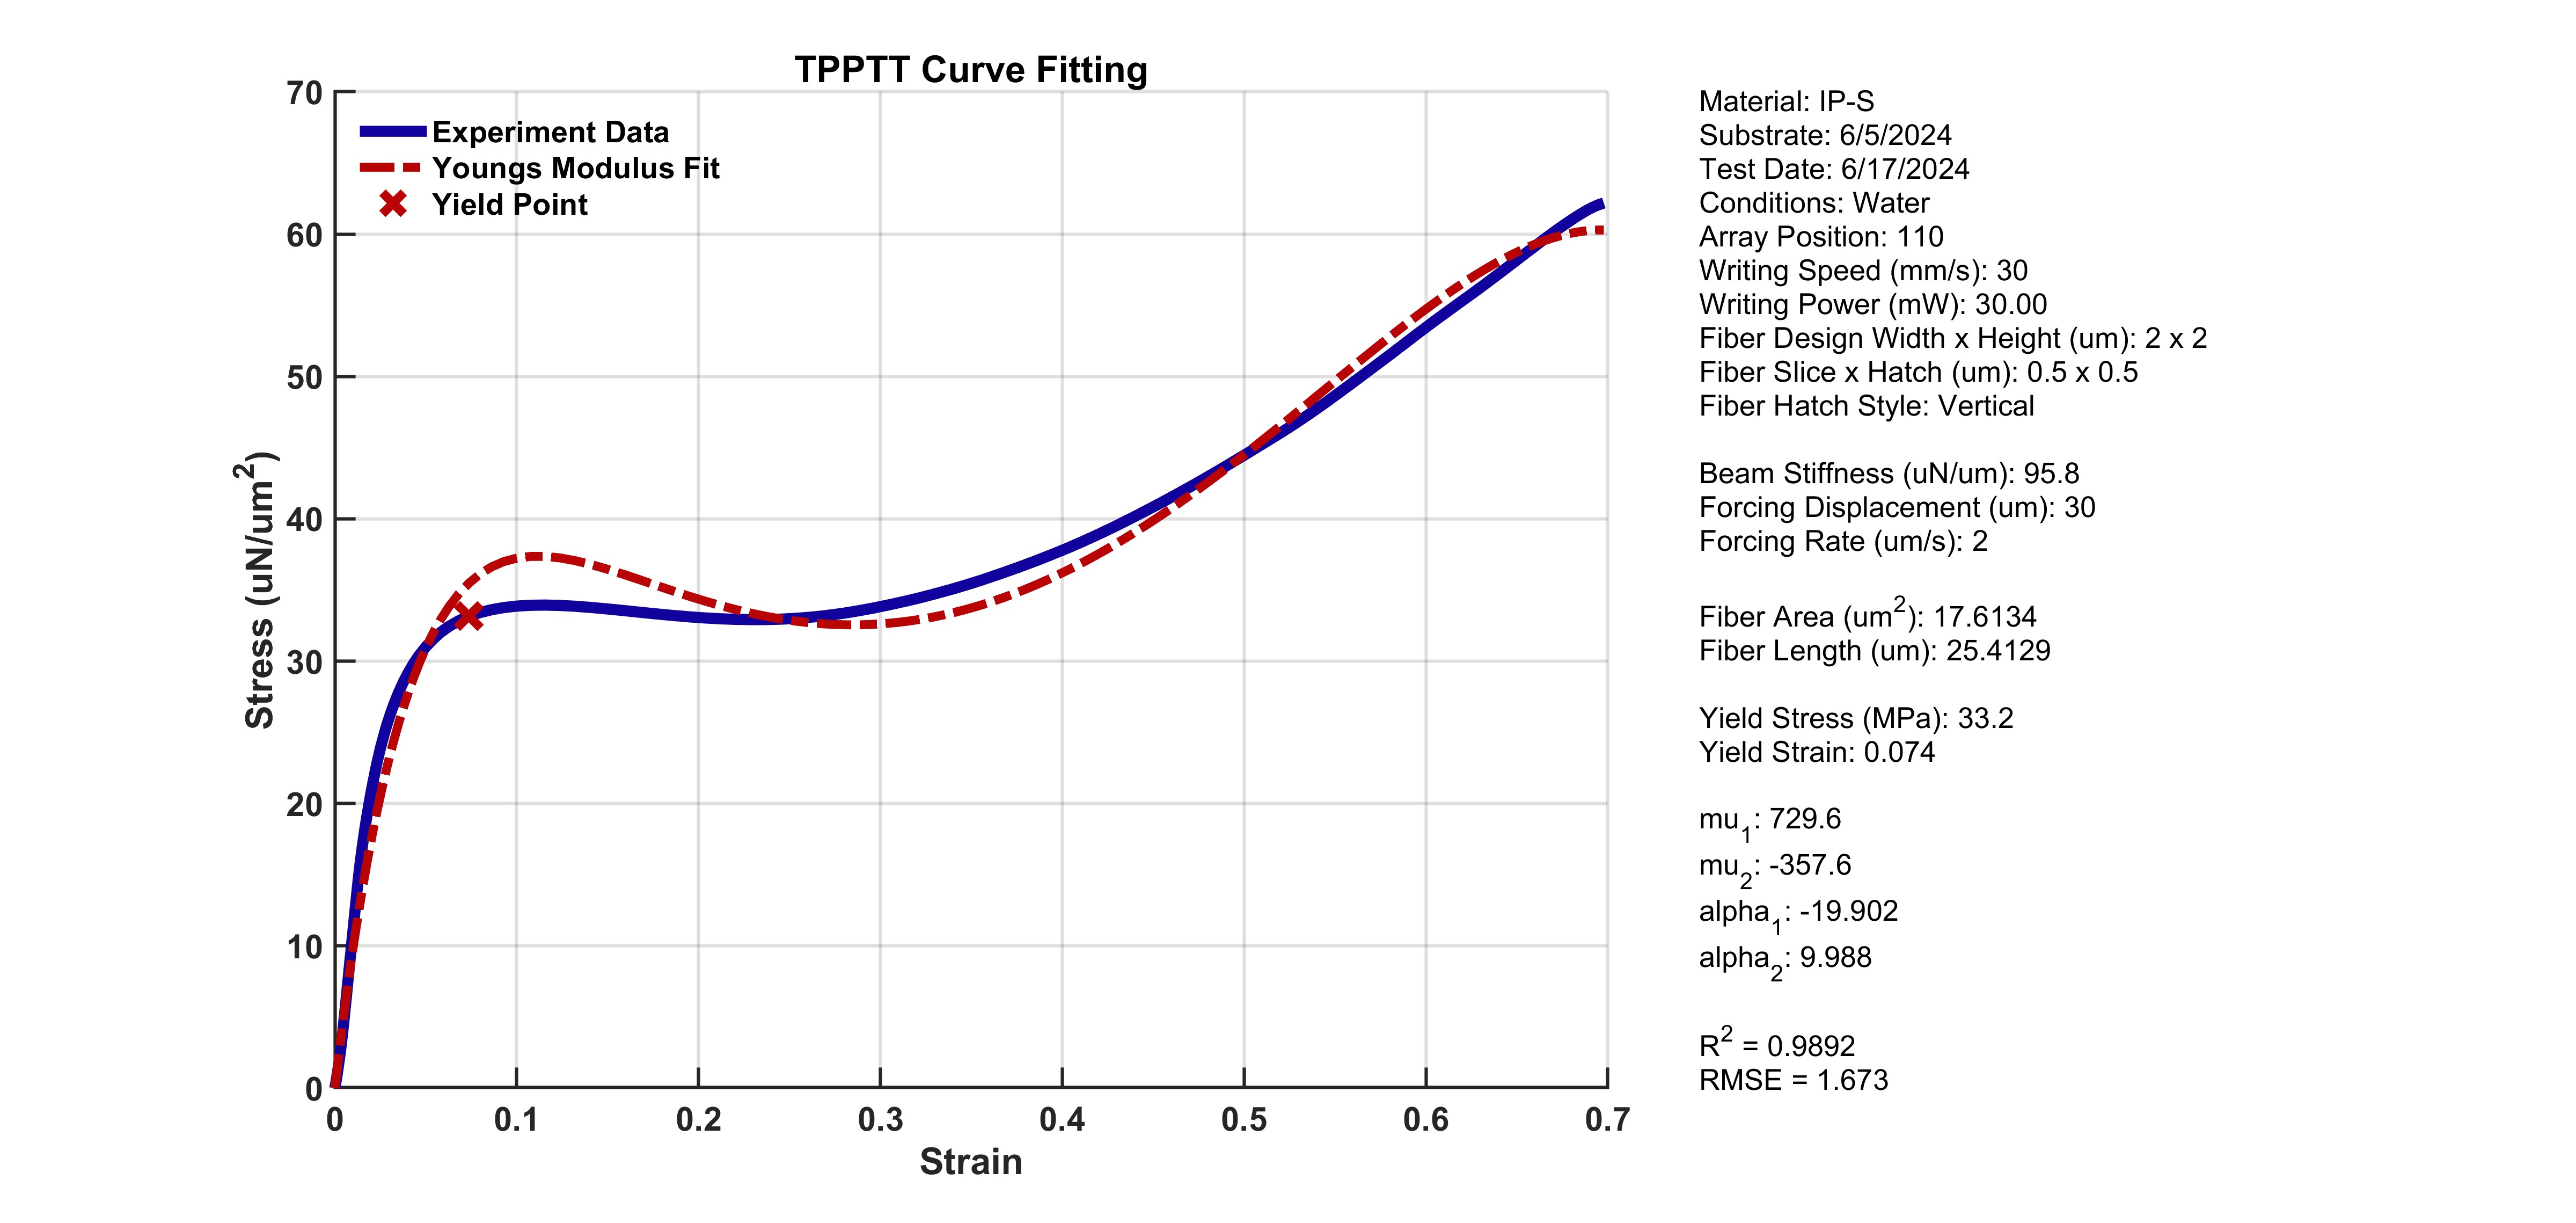 TPPTT Curve Fitting
70
60
50
40
30
20
10
0
Stress (uN/um²)
Experiment Data
Youngs Modulus Fit
Yield Point
0 0.1 0.2 0.3 0.4 0.5 0.6 0.7
Strain
Material: IP-S
Substrate: 6/5/2024
Test Date: 6/17/2024
Conditions: Water
Array Position: 110
Writing Speed (mm/s): 30
Writing Power (mW): 30.00
Fiber Design Width x Height (um): 2 x 2
Fiber Slice x Hatch (um): 0.5 x 0.5
Fiber Hatch Style: Vertical
Beam Stiffness (uN/um): 95.8
Forcing Displacement (um): 30
Forcing Rate (um/s): 2
Fiber Area (um²): 17.6134
Fiber Length (um): 25.4129
Yield Stress (MPa): 33.2
Yield Strain: 0.074
mu₁: 729.6
mu₂: -357.6
alpha₁: -19.902
alpha₂: 9.988
R² = 0.9892
RMSE = 1.673